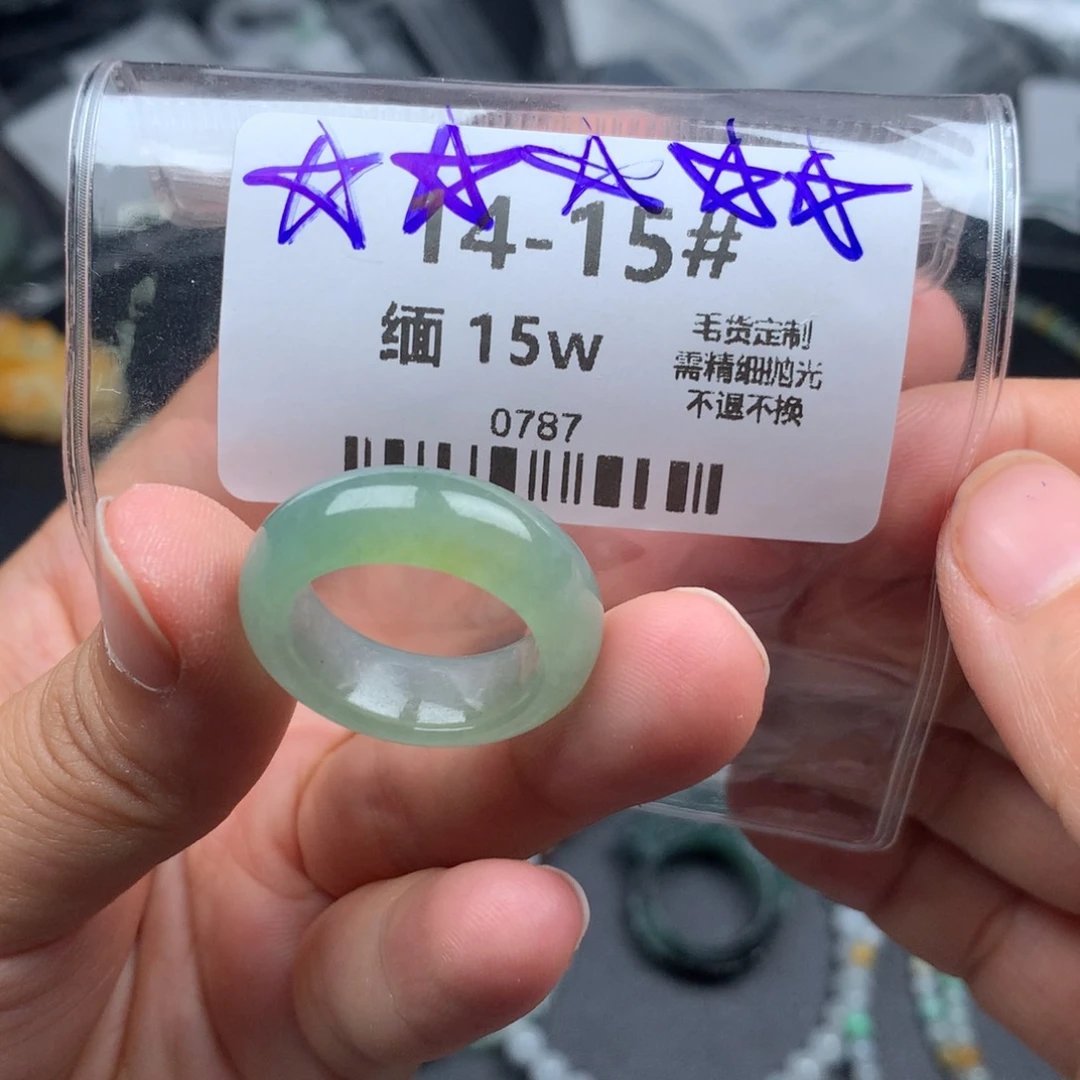 14-15#
缅 15w
毛货定制
需精细抛光
不退不换
0787